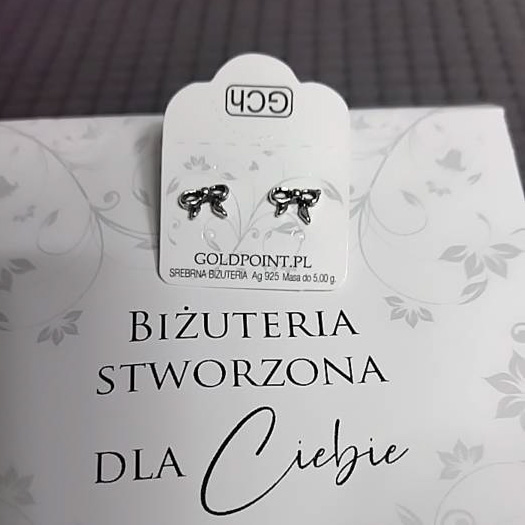 GCH
GOLDPOINT.PL
SREBRNA BIŻUTERIA Ag 925 Masa do 5,00 g.
BIŻUTERIA
STWORZONA
DLA Ciebie